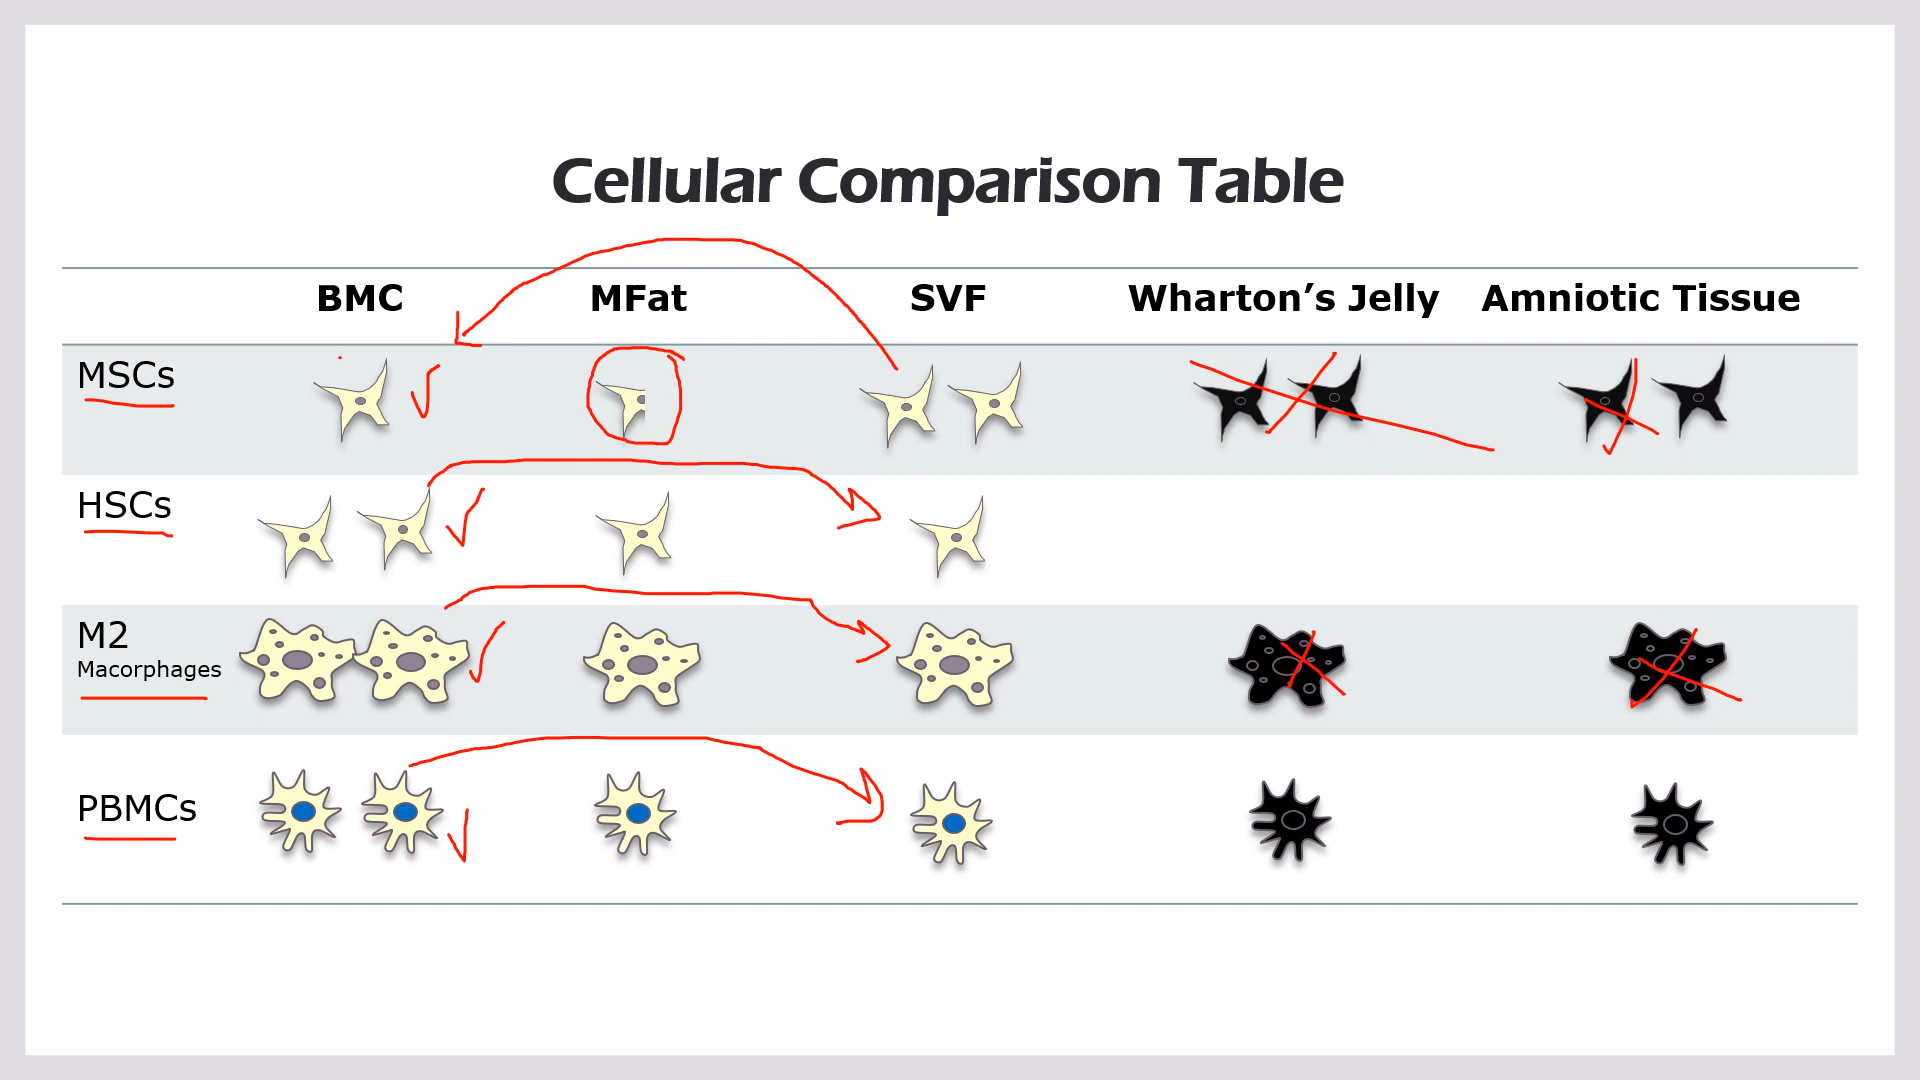 Cellular Comparison Table
BMC MFat SVF Wharton’s Jelly Amniotic Tissue
MSCs
HSCs
M2
Macorphages
PBMCs